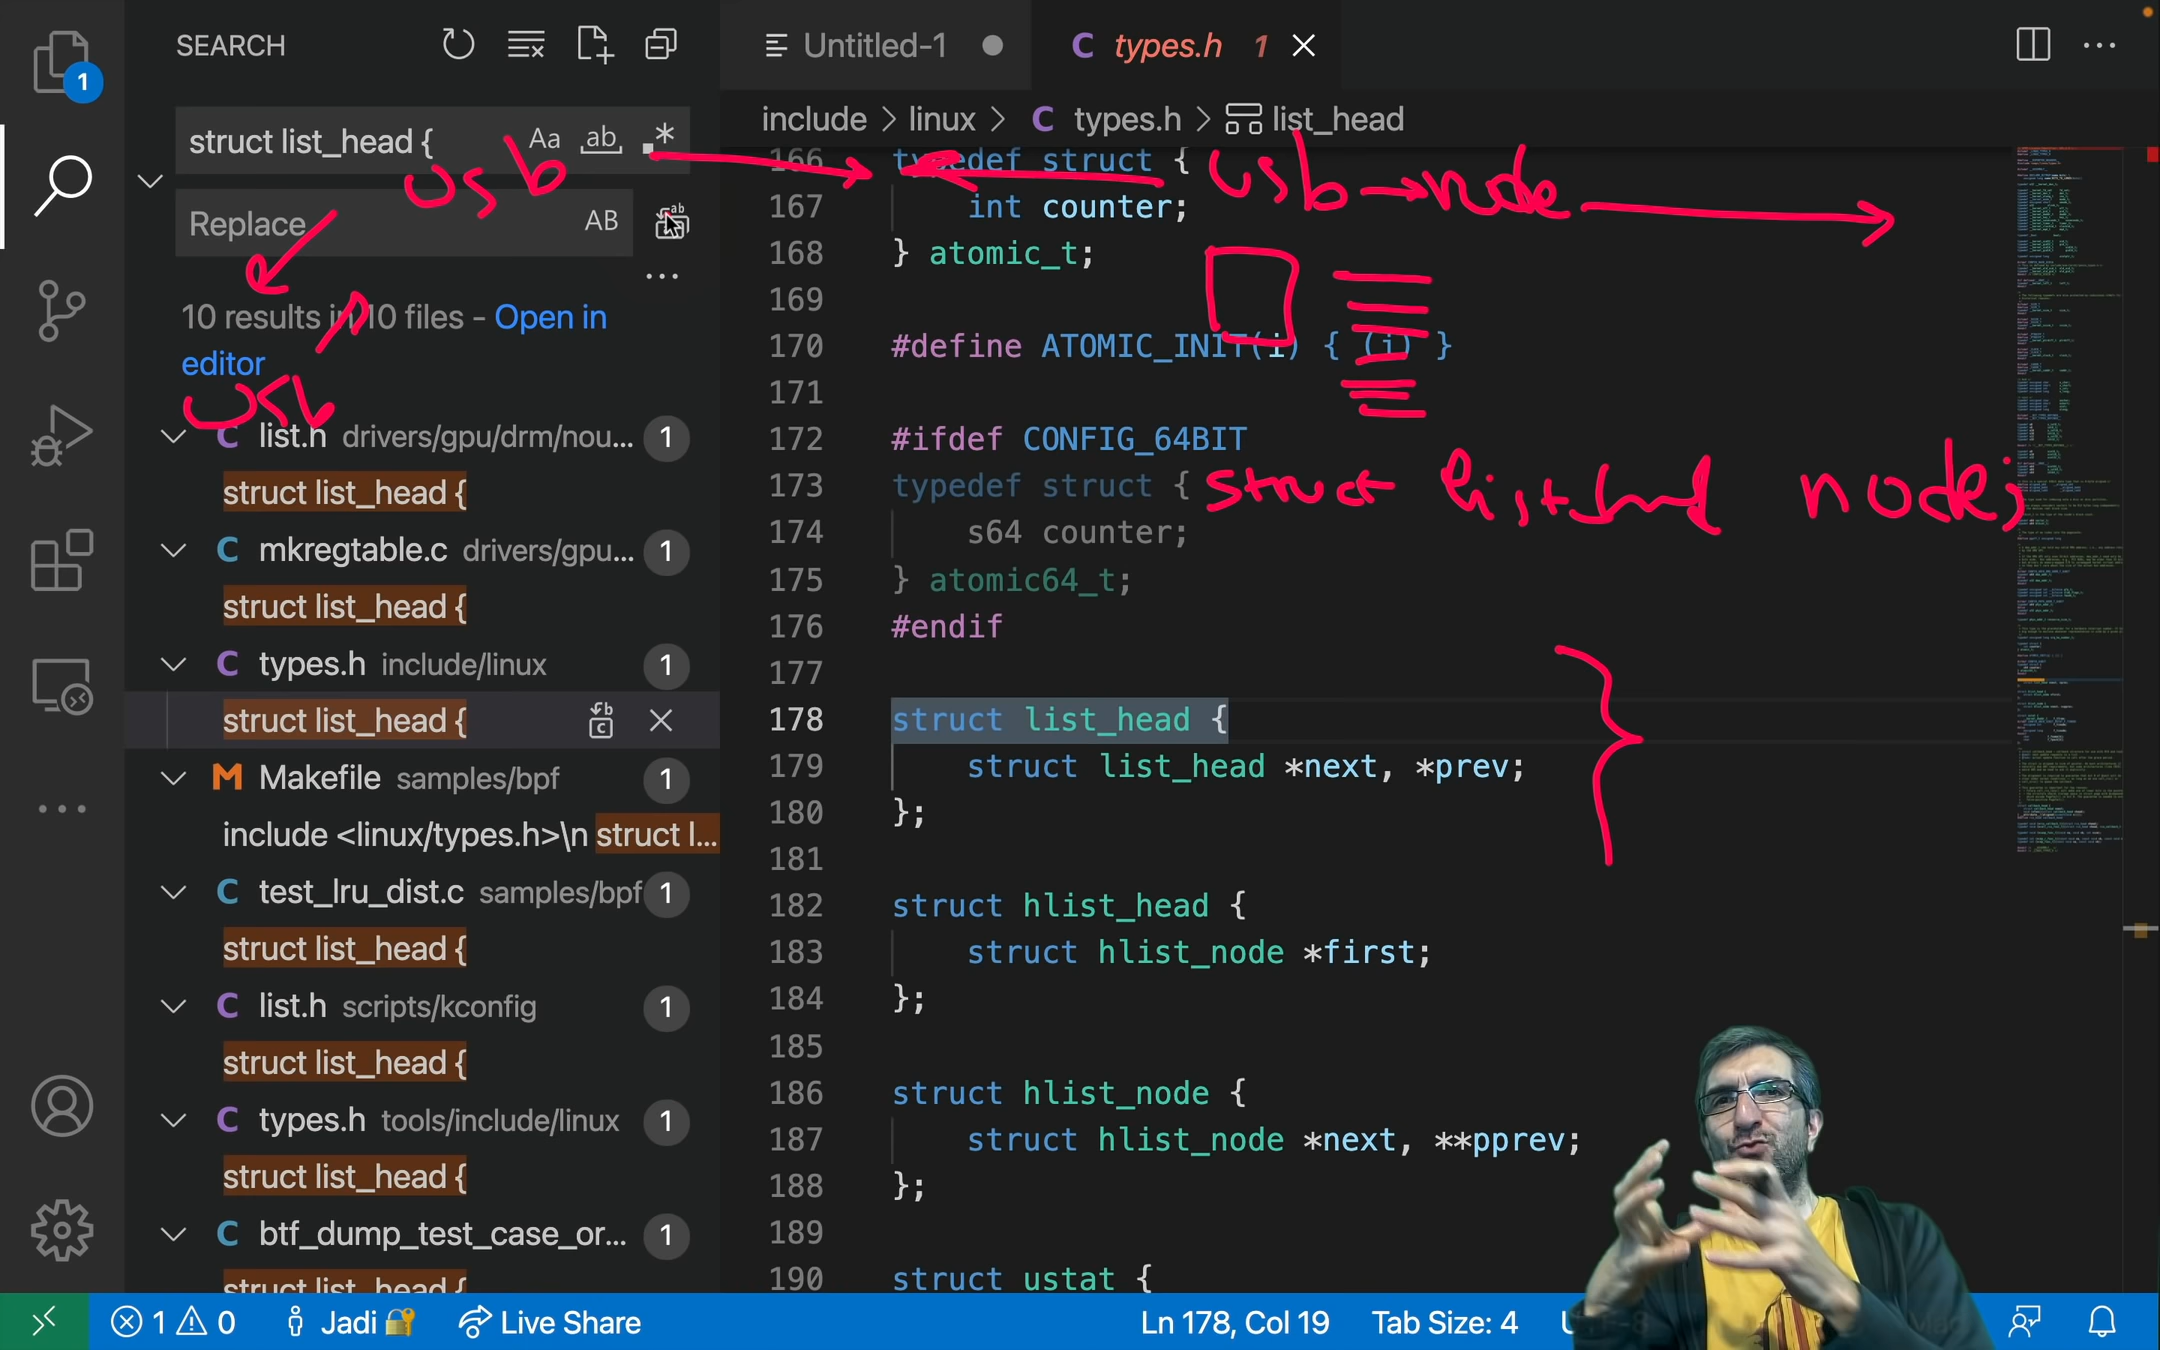 1
SEARCH
struct list_head {
Aa
ab
.*
Replace
AB
10 results in 10 files - Open in
editor
list.h drivers/gpu/drm/nou... 1
struct list_head {
C mkregtable.c drivers/gpu... 1
struct list_head {
C types.h include/linux 1
struct list_head {
M Makefile samples/bpf 1
include <linux/types.h>\n struct l...
C test_lru_dist.c samples/bpf 1
struct list_head {
C list.h scripts/kconfig 1
struct list_head {
C types.h tools/include/linux 1
struct list_head {
C btf_dump_test_case_or... 1
struct list_head {
usb
usb
Untitled-1
C types.h 1
include > linux > C types.h > list_head
166 typedef struct {
167 int counter;
168 } atomic_t;
169
170 #define ATOMIC_INIT(i) { (i) }
171
172 #ifdef CONFIG_64BIT
173 typedef struct {
174 s64 counter;
175 } atomic64_t;
176 #endif
177
178 struct list_head {
179 struct list_head *next, *prev;
180 };
181
182 struct hlist_head {
183 struct hlist_node *first;
184 };
185
186 struct hlist_node {
187 struct hlist_node *next, **pprev;
188 };
189
190 struct ustat {
usb → node
struct list_hed node;
1 0 Jadi Live Share
Ln 178, Col 19 Tab Size: 4